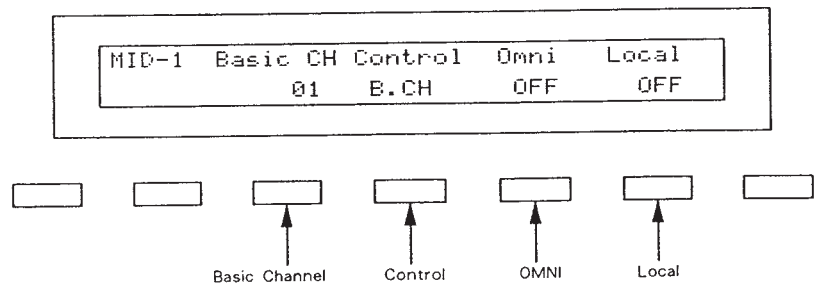 MID-1 Basic CH Control Omni Local
01 B.CH OFF OFF
Basic Channel Control OMNI Local